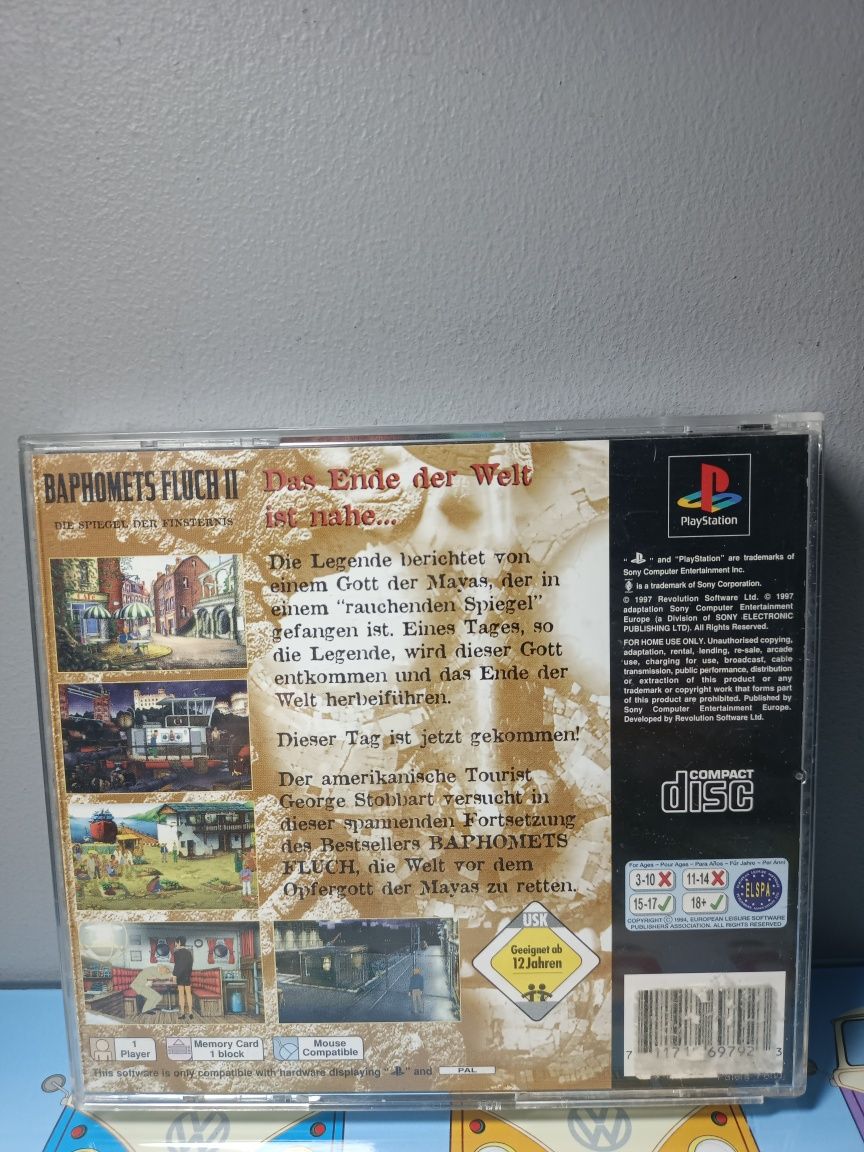 BAPHOMETS FLUCH II
DIE SPIEGEL DER FINSTERNIS
Das Ende der Welt
ist nahe...
Die Legende berichtet von
einem Gott der Mayas, der in
einem "rauchenden Spiegel"
gefangen ist. Eines Tages, so
die Legende, wird dieser Gott
entkommen und das Ende der
Welt herbeiführen.
Dieser Tag ist jetzt gekommen!
Der amerikanische Tourist
George Stobbart versucht in
dieser spannenden Fortsetzung
des Bestsellers BAPHOMETS
FLUCH, die Welt vor dem
Opfergott der Mayas zu retten.
USK
Geeignet ab
12 Jahren
1
Player
Memory Card
1 block
Mouse
Compatible
This software is only compatible with hardware displaying " " and PAL
PlayStation
" " and "PlayStation" are trademarks of
Sony Computer Entertainment Inc.
is a trademark of Sony Corporation.
© 1997 Revolution Software Ltd. © 1997
adaptation Sony Computer Entertainment
Europe (a Division of SONY ELECTRONIC
PUBLISHING LTD). All Rights Reserved.
FOR HOME USE ONLY. Unauthorised copying,
adaptation, rental, lending, re-sale, arcade
use, charging for use, broadcast, cable
transmission, public performance, distribution
or extraction of this product or any
trademark or copyright work that forms part
of this product are prohibited. Published by
Sony Computer Entertainment Europe.
Developed by Revolution Software Ltd.
COMPACT
disc
For Ages – Pour Ages – Para Años – Für Jahre – Per Anni
3-10 11-14
15-17 18+
ELSPA
COPYRIGHT © 1994, EUROPEAN LEISURE SOFTWARE
PUBLISHERS ASSOCIATION. ALL RIGHTS RESERVED
7 11171 69792 3